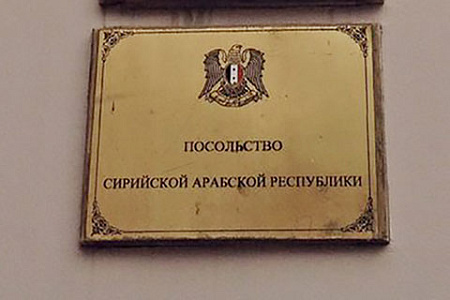 ПОСОЛЬСТВО
СИРИЙСКОЙ АРАБСКОЙ РЕСПУБЛИКИ